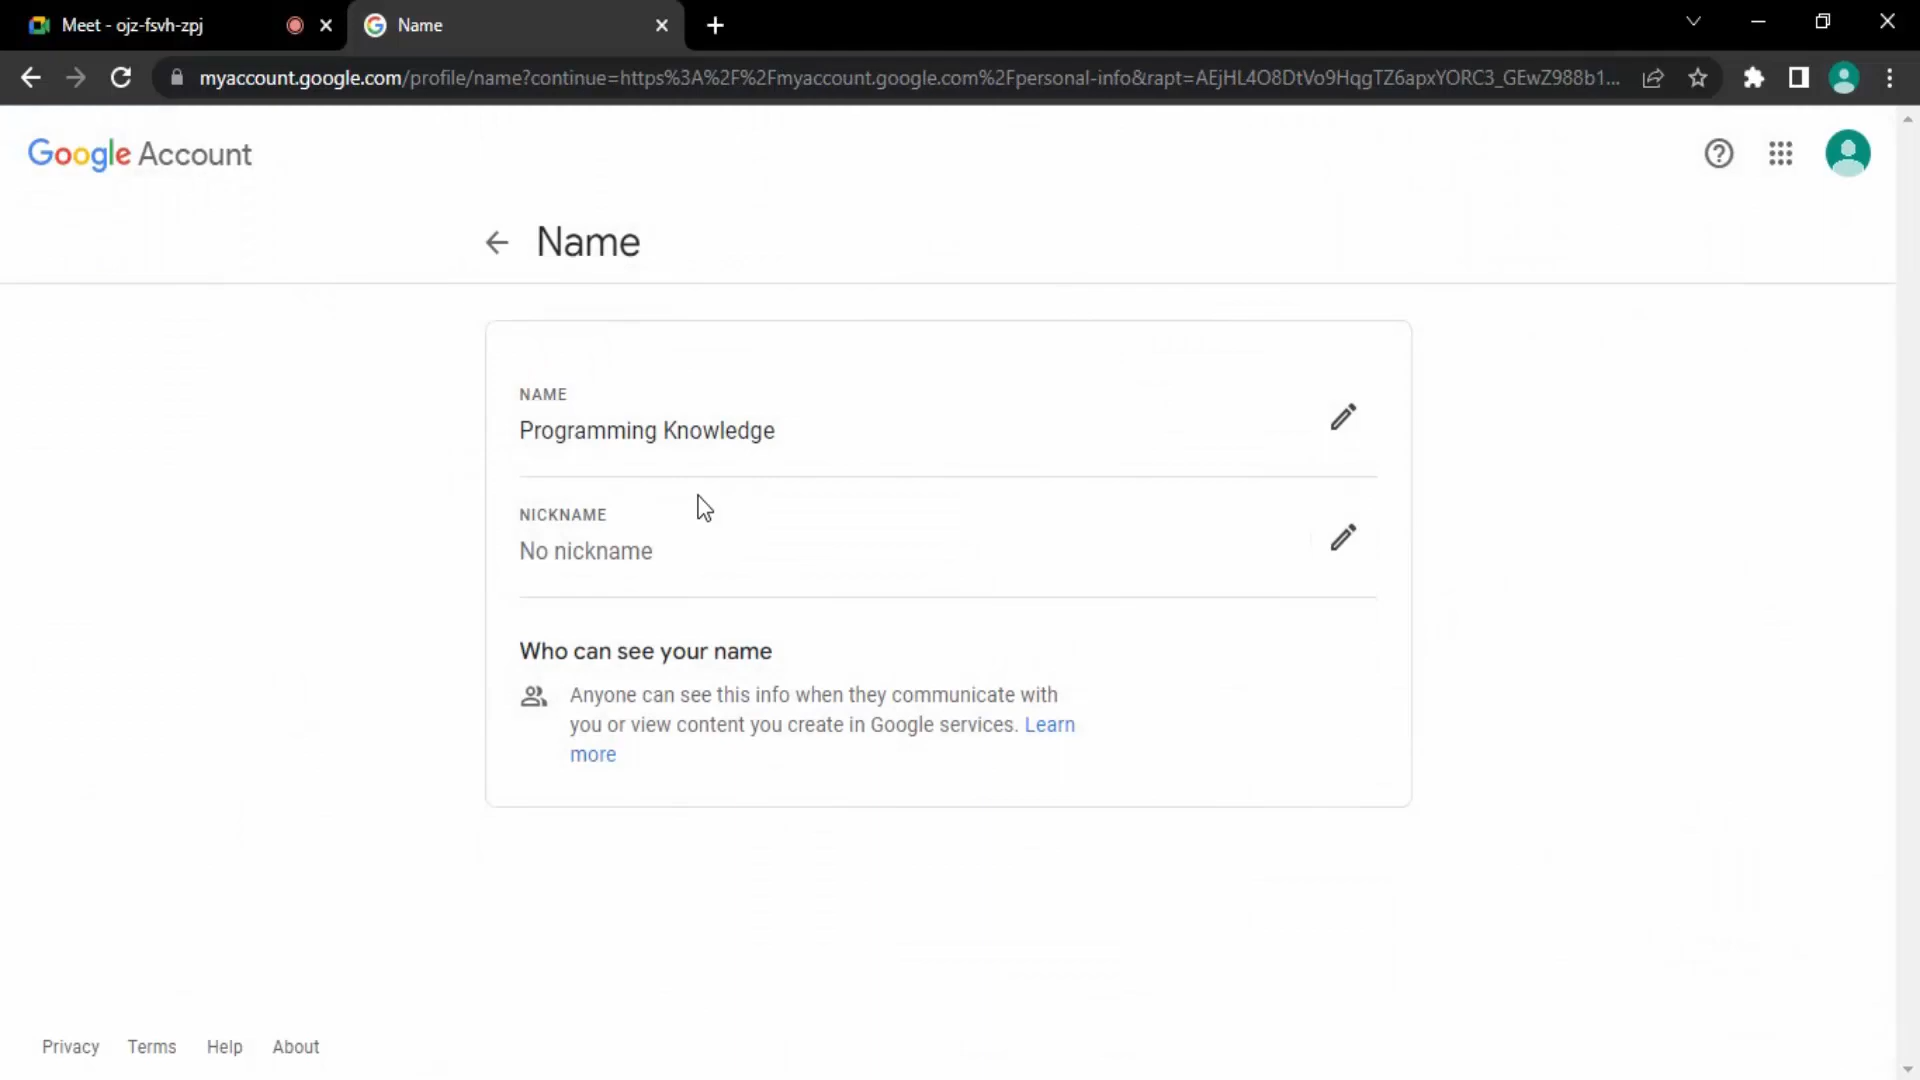 Meet - ojz-fsvh-zpj
Name
myaccount.google.com/profile/name?continue=https%3A%2F%2Fmyaccount.google.com%2Fpersonal-info&rapt=AEjHL4O8DtVo9HqgTZ6apxYORC3_GEwZ988b1...
Google Account
Name
NAME
Programming Knowledge
NICKNAME
No nickname
Who can see your name
Anyone can see this info when they communicate with
you or view content you create in Google services. Learn
more
Privacy Terms Help About